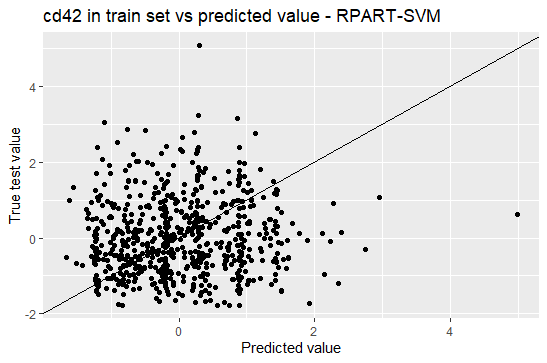 cd42 in train set vs predicted value - RPART-SVM
True test value
4
2
0
-2
0
2
4
Predicted value